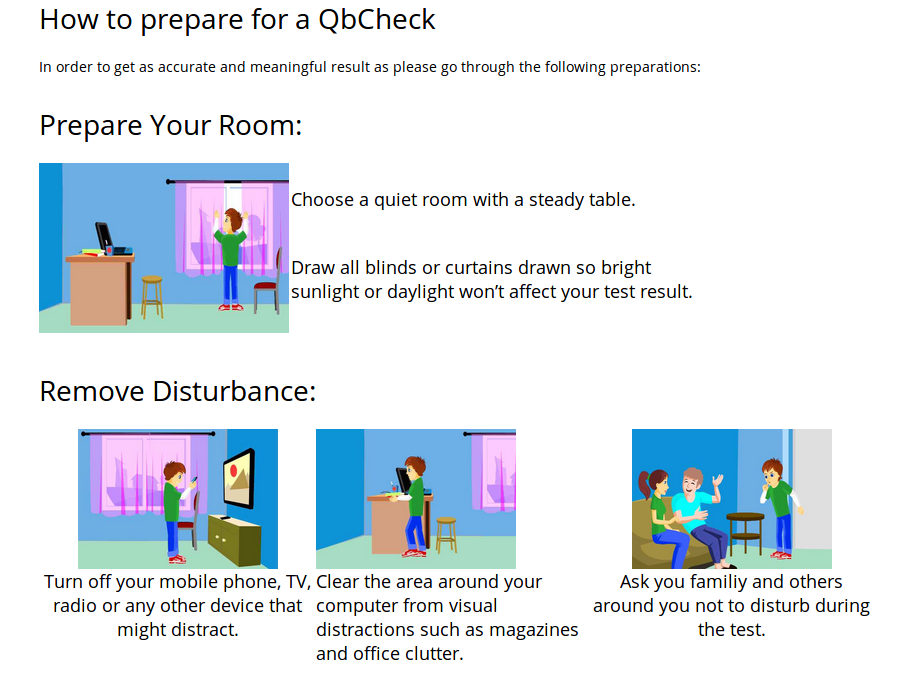 How to prepare for a QbCheck
In order to get as accurate and meaningful result as please go through the following preparations:
Prepare Your Room:
Choose a quiet room with a steady table.
Draw all blinds or curtains drawn so bright
sunlight or daylight won’t affect your test result.
Remove Disturbance:
Turn off your mobile phone, TV,
radio or any other device that
might distract.
Clear the area around your
computer from visual
distractions such as magazines
and office clutter.
Ask you familiy and others
around you not to disturb during
the test.